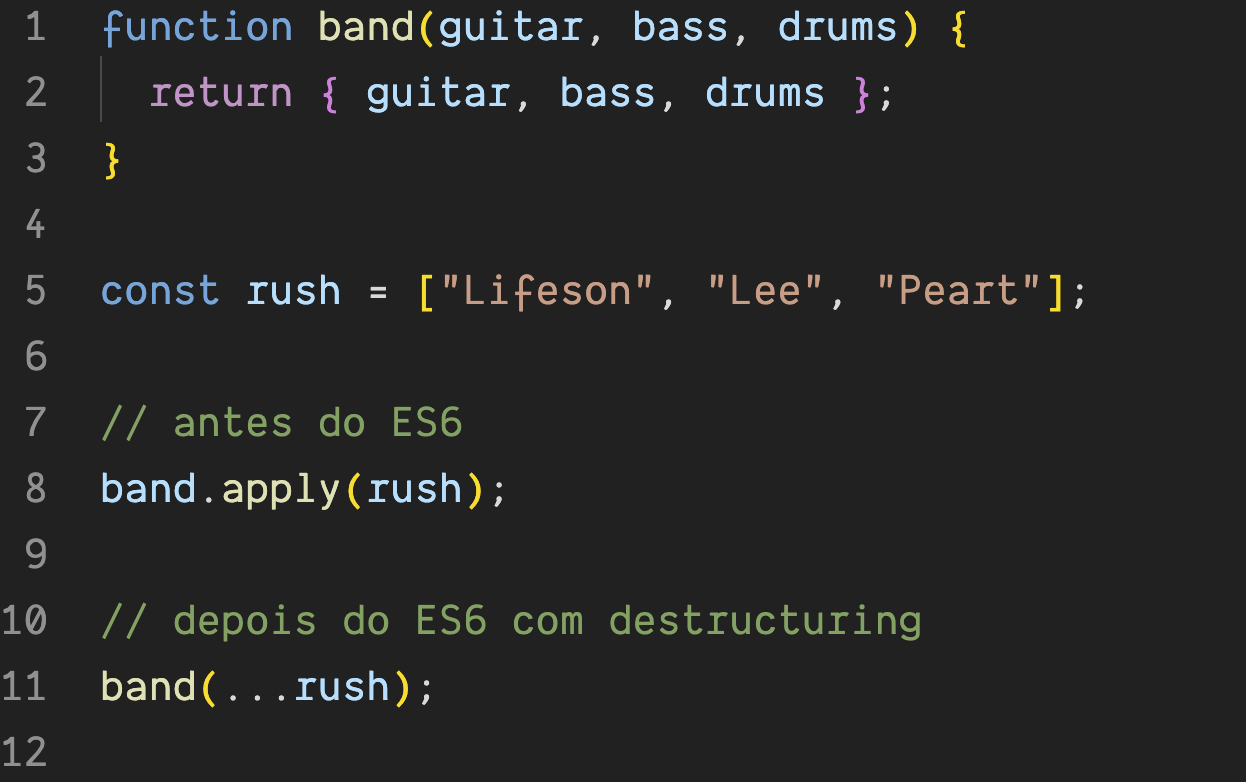 1 function band(guitar, bass, drums) {
2 return { guitar, bass, drums };
3 }
4
5 const rush = ["Lifeson", "Lee", "Peart"];
6
7 // antes do ES6
8 band.apply(rush);
9
10 // depois do ES6 com destructuring
11 band(...rush);
12